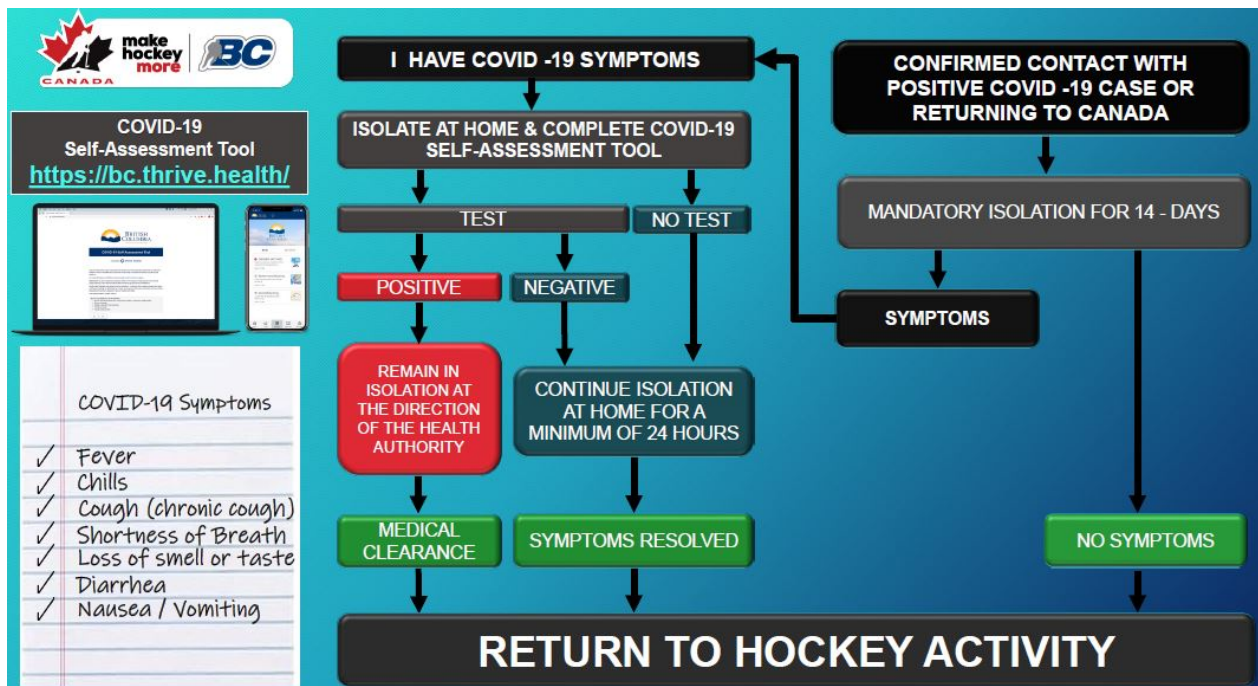 CANADA
make
hockey
more
BC
COVID-19
Self-Assessment Tool
https://bc.thrive.health/
BRITISH
COLUMBIA
COVID-19 Symptoms
✓ Fever
✓ Chills
✓ Cough (chronic cough)
✓ Shortness of Breath
✓ Loss of smell or taste
✓ Diarrhea
✓ Nausea / Vomiting
I HAVE COVID -19 SYMPTOMS
ISOLATE AT HOME & COMPLETE COVID-19
SELF-ASSESSMENT TOOL
TEST
NO TEST
POSITIVE
NEGATIVE
REMAIN IN
ISOLATION AT
THE DIRECTION
OF THE HEALTH
AUTHORITY
CONTINUE ISOLATION
AT HOME FOR A
MINIMUM OF 24 HOURS
MEDICAL
CLEARANCE
SYMPTOMS RESOLVED
CONFIRMED CONTACT WITH
POSITIVE COVID -19 CASE OR
RETURNING TO CANADA
MANDATORY ISOLATION FOR 14 - DAYS
SYMPTOMS
NO SYMPTOMS
RETURN TO HOCKEY ACTIVITY